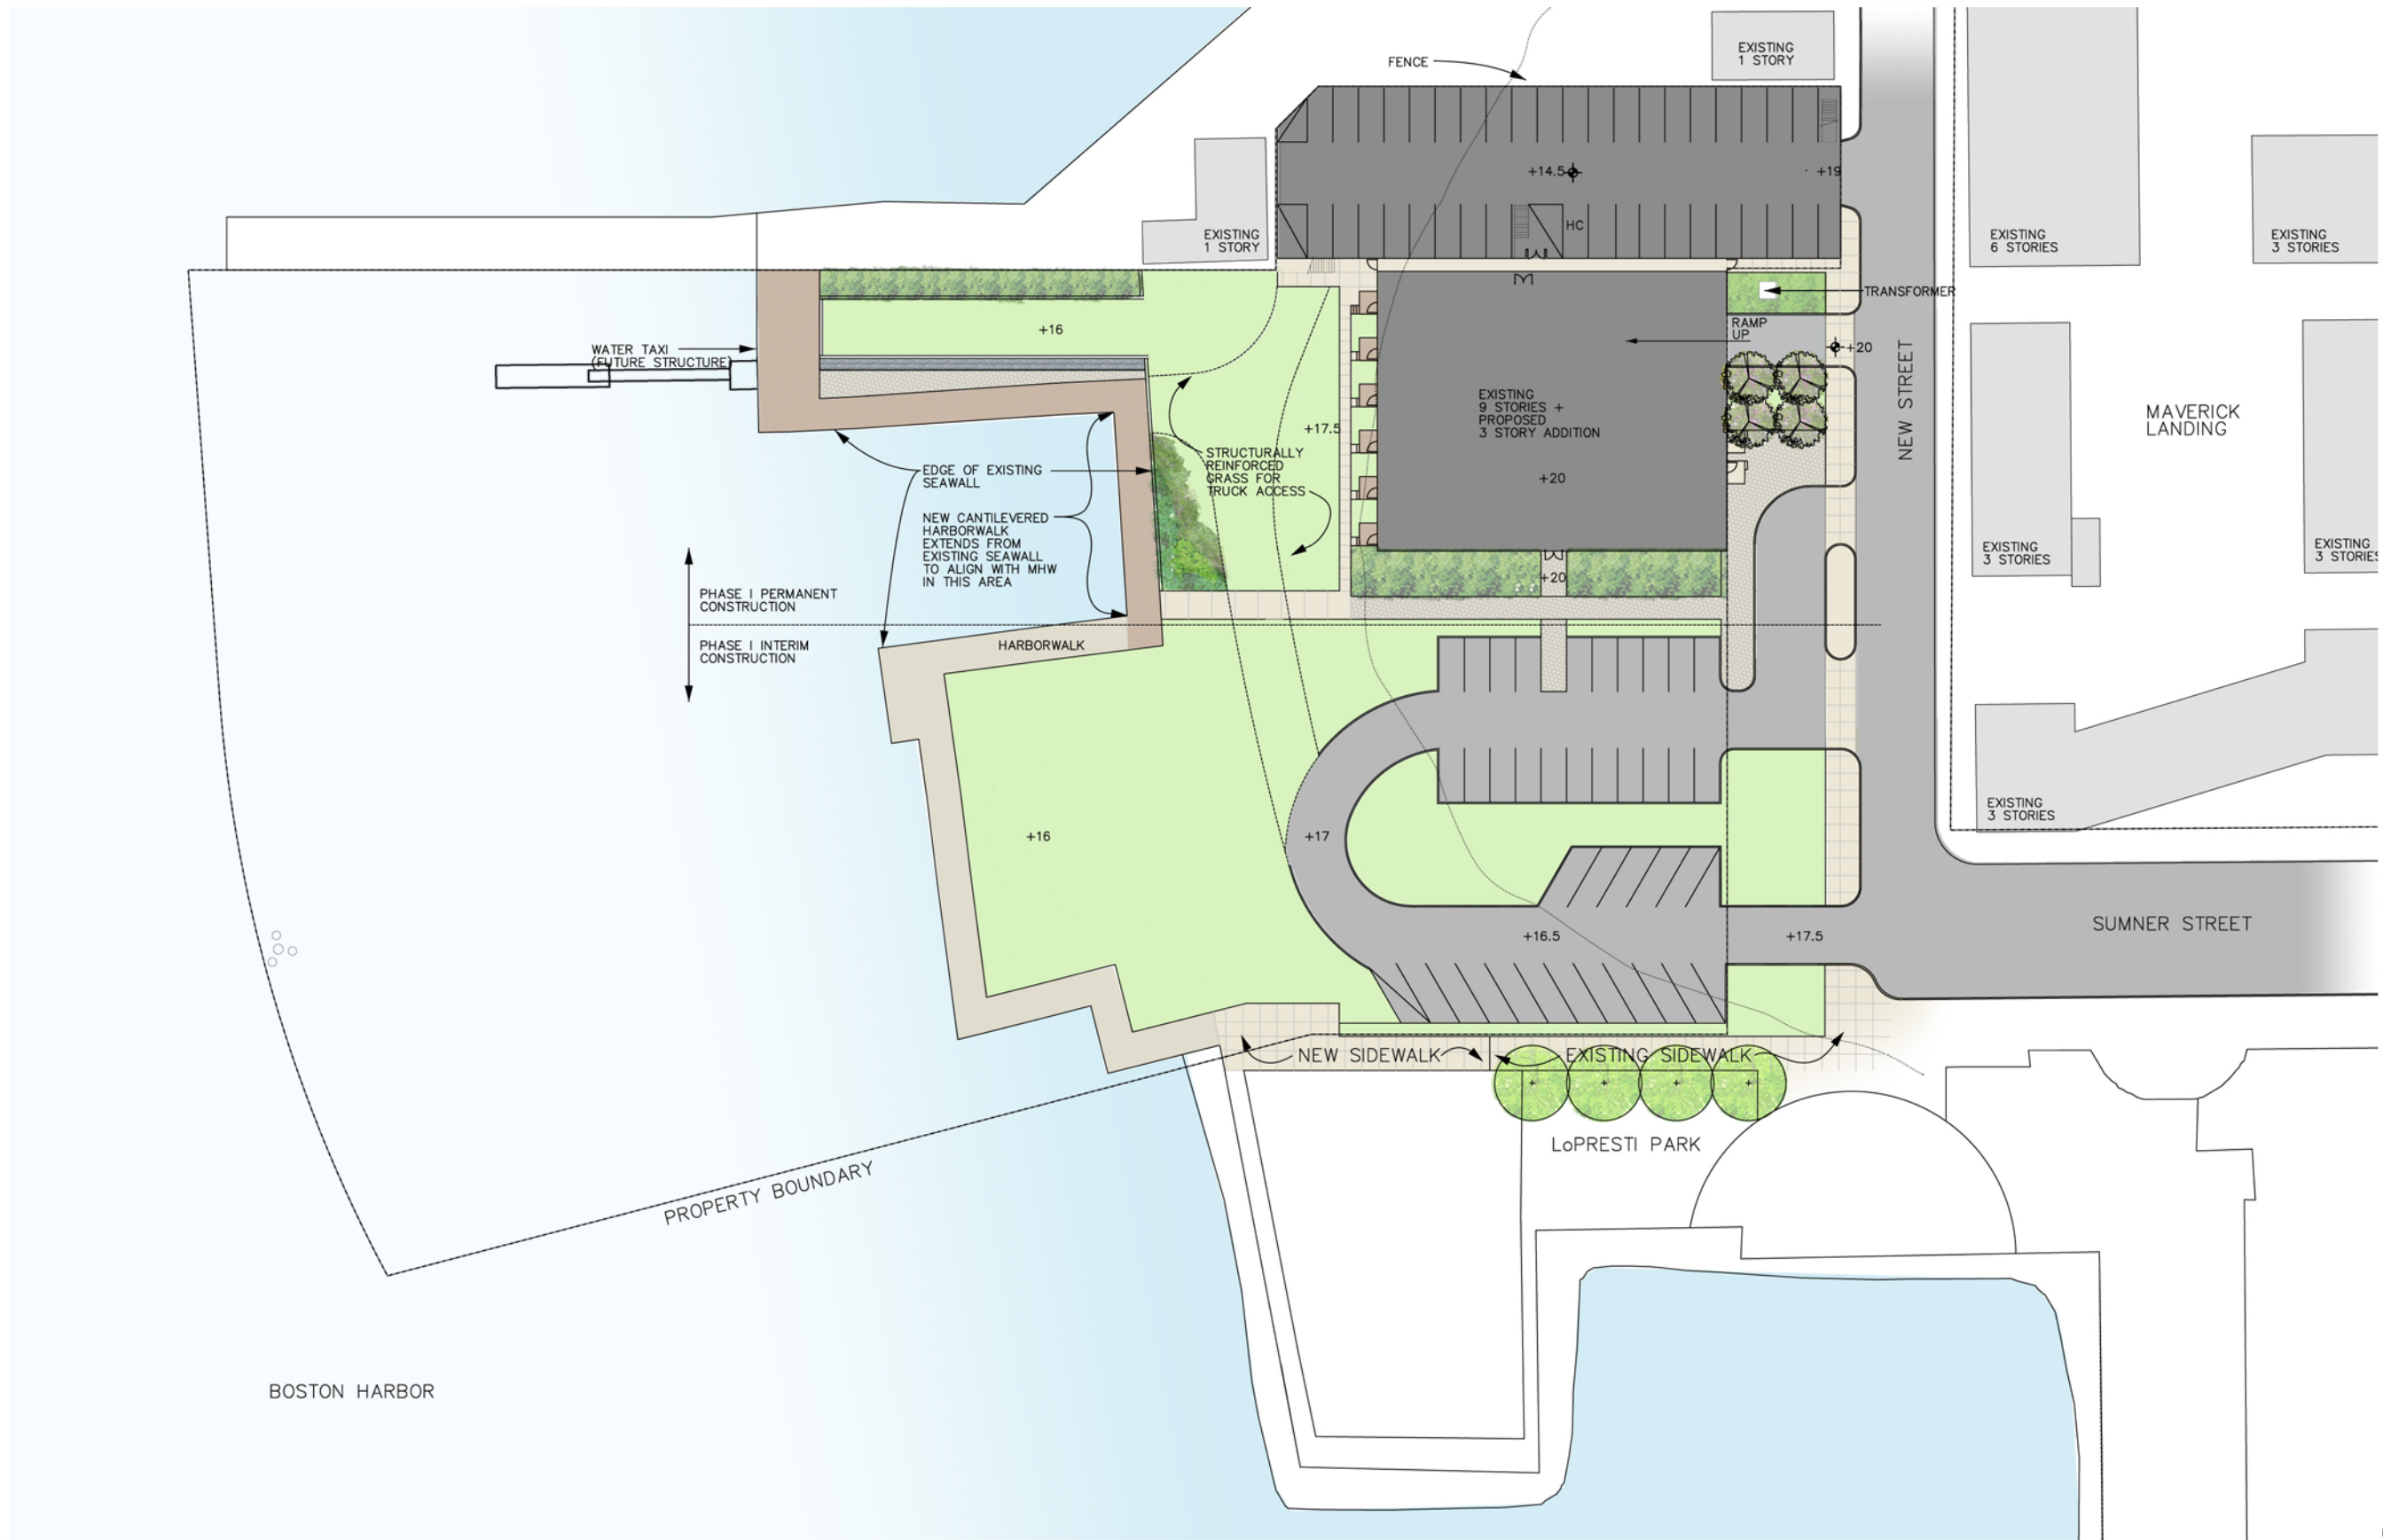 EXISTING
1 STORY
FENCE
+14.5
+19
HC
EXISTING
1 STORY
EXISTING
6 STORIES
EXISTING
3 STORIES
TRANSFORMER
RAMP
UP
+20
+16
WATER TAXI
(FUTURE STRUCTURE)
NEW STREET
EXISTING
9 STORIES +
PROPOSED
3 STORY ADDITION
+20
MAVERICK
LANDING
+17.5
STRUCTURALLY
REINFORCED
GRASS FOR
TRUCK ACCESS
EDGE OF EXISTING
SEAWALL
NEW CANTILEVERED
HARBORWALK
EXTENDS FROM
EXISTING SEAWALL
TO ALIGN WITH MHW
IN THIS AREA
+20
EXISTING
3 STORIES
EXISTING
3 STORIES
PHASE I PERMANENT
CONSTRUCTION
PHASE I INTERIM
CONSTRUCTION
HARBORWALK
EXISTING
3 STORIES
+16
+17
+16.5
+17.5
SUMNER STREET
NEW SIDEWALK
EXISTING SIDEWALK
LoPRESTI PARK
PROPERTY BOUNDARY
BOSTON HARBOR